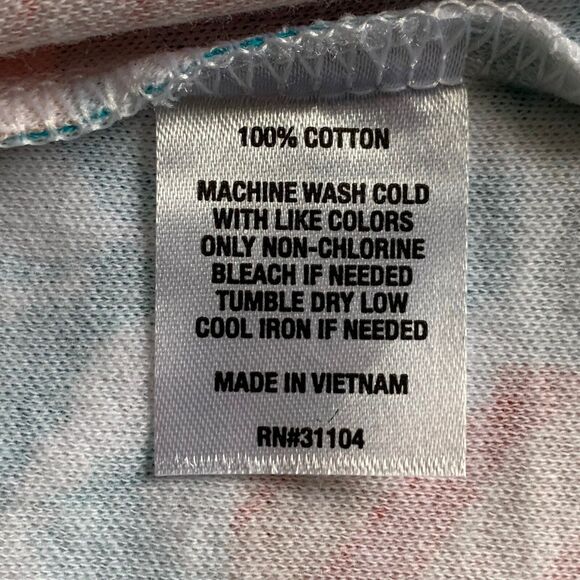 100% COTTON
MACHINE WASH COLD
WITH LIKE COLORS
ONLY NON-CHLORINE
BLEACH IF NEEDED
TUMBLE DRY LOW
COOL IRON IF NEEDED
MADE IN VIETNAM
RN#31104